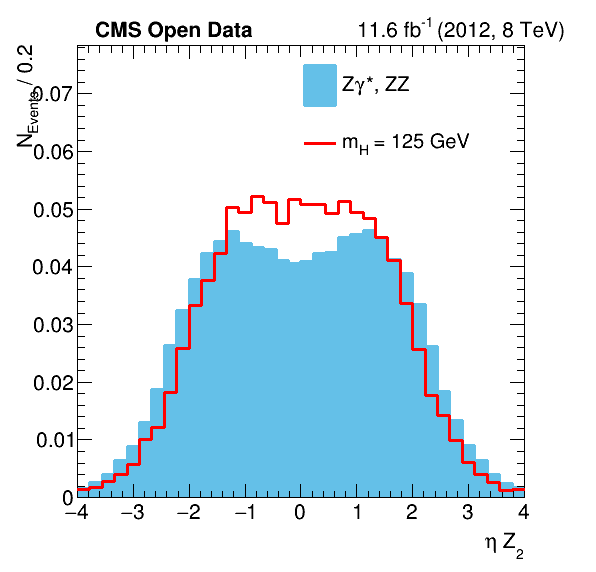 CMS Open Data 11.6 fb⁻¹ (2012, 8 TeV)
N_Events / 0.2
Zγ*, ZZ
m_H = 125 GeV
0.07
0.06
0.05
0.04
0.03
0.02
0.01
0
−4 −3 −2 −1 0 1 2 3 4
η Z₂